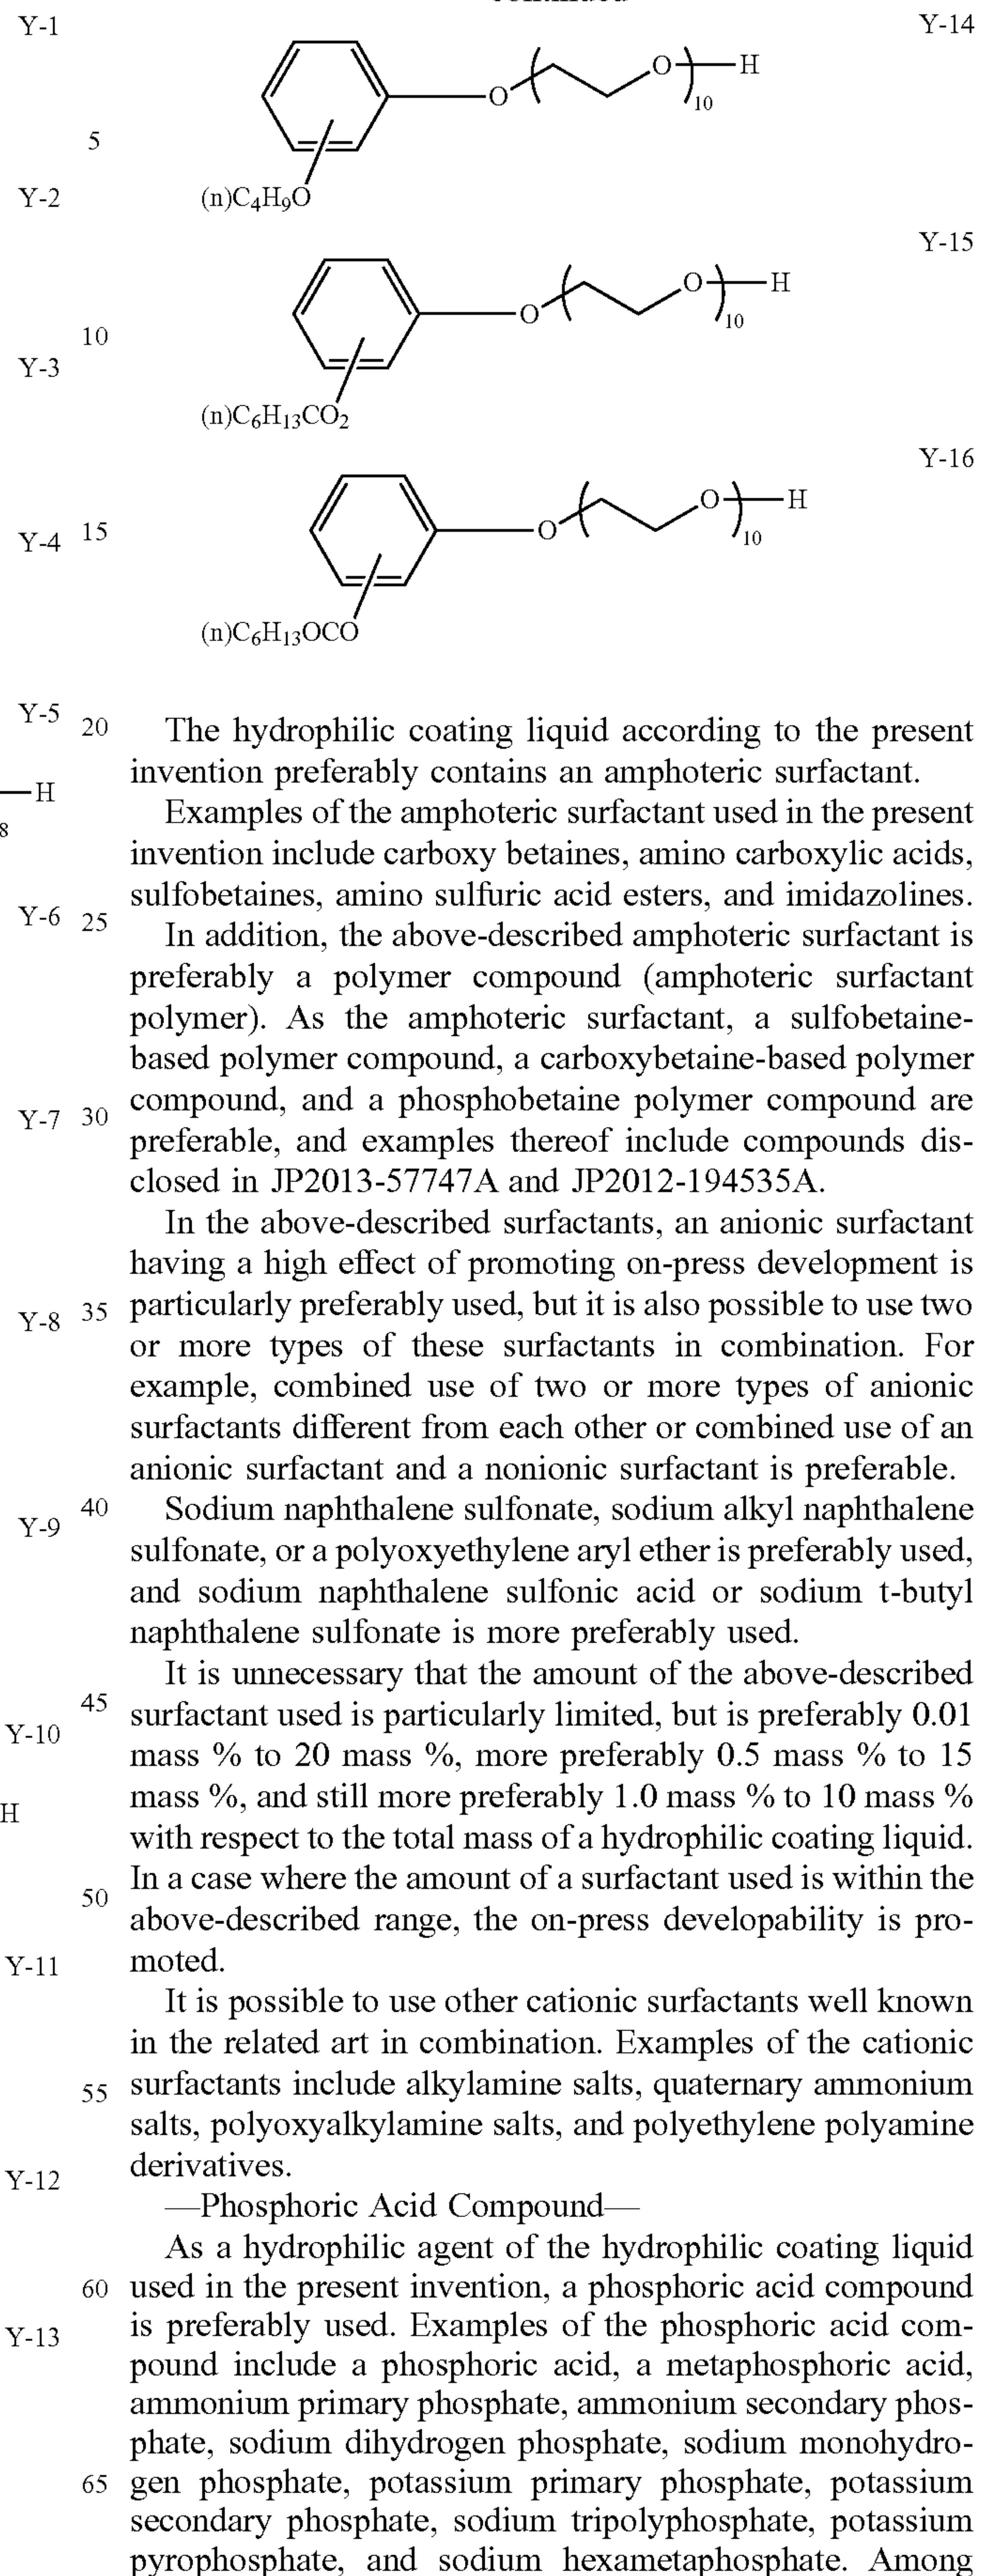 Y-1
Y-2
Y-3
Y-4
Y-5
H
8
Y-6
Y-7
Y-8
Y-9
Y-10
H
Y-11
Y-12
Y-13
5
10
15
20
25
30
35
40
45
50
55
60
65
Y-14
O ( O ) H
10
(n)C4H9O
Y-15
O ( O ) H
10
(n)C6H13CO2
Y-16
O ( O ) H
10
(n)C6H13OCO
The hydrophilic coating liquid according to the present
invention preferably contains an amphoteric surfactant.
Examples of the amphoteric surfactant used in the present
invention include carboxy betaines, amino carboxylic acids,
sulfobetaines, amino sulfuric acid esters, and imidazolines.
In addition, the above-described amphoteric surfactant is
preferably a polymer compound (amphoteric surfactant
polymer). As the amphoteric surfactant, a sulfobetaine-
based polymer compound, a carboxybetaine-based polymer
compound, and a phosphobetaine polymer compound are
preferable, and examples thereof include compounds dis-
closed in JP2013-57747A and JP2012-194535A.
In the above-described surfactants, an anionic surfactant
having a high effect of promoting on-press development is
particularly preferably used, but it is also possible to use two
or more types of these surfactants in combination. For
example, combined use of two or more types of anionic
surfactants different from each other or combined use of an
anionic surfactant and a nonionic surfactant is preferable.
Sodium naphthalene sulfonate, sodium alkyl naphthalene
sulfonate, or a polyoxyethylene aryl ether is preferably used,
and sodium naphthalene sulfonic acid or sodium t-butyl
naphthalene sulfonate is more preferably used.
It is unnecessary that the amount of the above-described
surfactant used is particularly limited, but is preferably 0.01
mass % to 20 mass %, more preferably 0.5 mass % to 15
mass %, and still more preferably 1.0 mass % to 10 mass %
with respect to the total mass of a hydrophilic coating liquid.
In a case where the amount of a surfactant used is within the
above-described range, the on-press developability is pro-
moted.
It is possible to use other cationic surfactants well known
in the related art in combination. Examples of the cationic
surfactants include alkylamine salts, quaternary ammonium
salts, polyoxyalkylamine salts, and polyethylene polyamine
derivatives.
—Phosphoric Acid Compound—
As a hydrophilic agent of the hydrophilic coating liquid
used in the present invention, a phosphoric acid compound
is preferably used. Examples of the phosphoric acid com-
pound include a phosphoric acid, a metaphosphoric acid,
ammonium primary phosphate, ammonium secondary phos-
phate, sodium dihydrogen phosphate, sodium monohydro-
gen phosphate, potassium primary phosphate, potassium
secondary phosphate, sodium tripolyphosphate, potassium
pyrophosphate, and sodium hexametaphosphate. Among